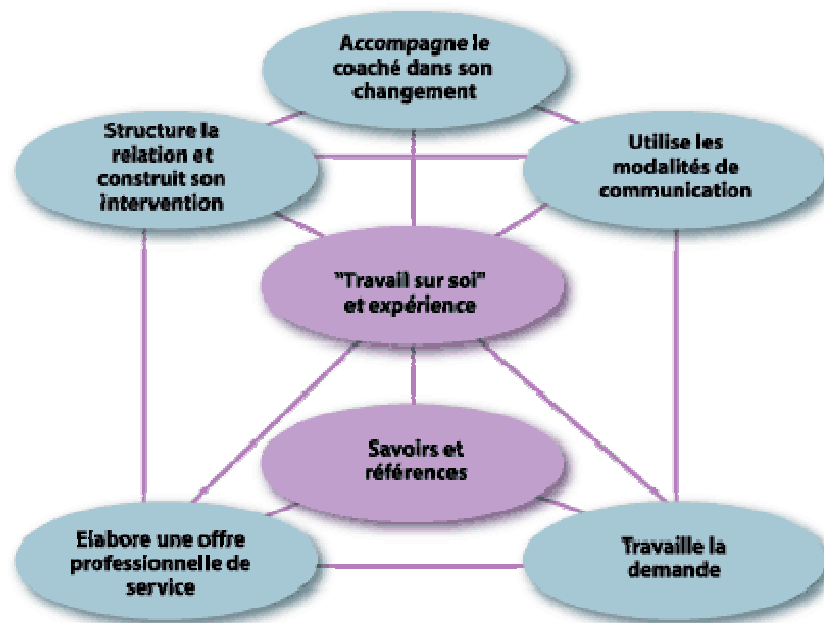 Accompagne le
coaché dans son
changement
Structure la
relation et
construit son
intervention
Utilise les
modalités de
communication
"Travail sur soi"
et expérience
Savoirs et
références
Elabore une offre
professionnelle de
service
Travaille la
demande